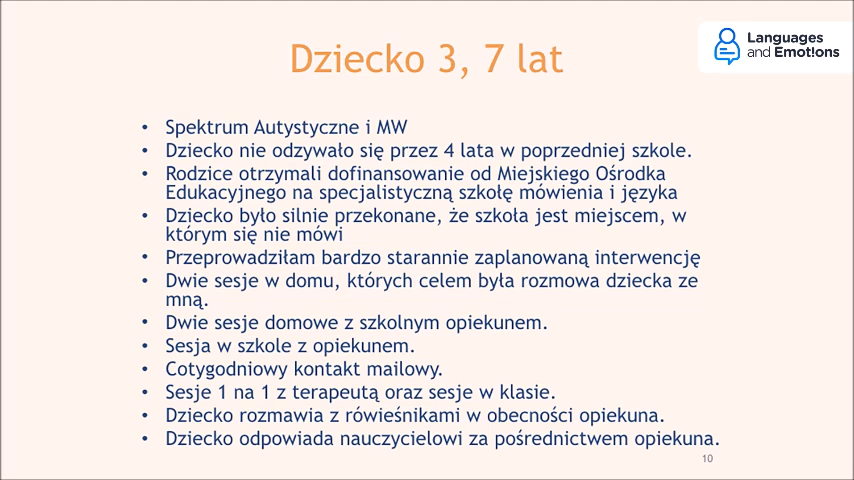 Languages
and Emot!ons
Dziecko 3, 7 lat
• Spektrum Autystyczne i MW
• Dziecko nie odzywało się przez 4 lata w poprzedniej szkole.
• Rodzice otrzymali dofinansowanie od Miejskiego Ośrodka
Edukacyjnego na specjalistyczną szkołę mówienia i języka
• Dziecko było silnie przekonane, że szkoła jest miejscem, w
którym się nie mówi
• Przeprowadziłam bardzo starannie zaplanowaną interwencję
• Dwie sesje w domu, których celem była rozmowa dziecka ze
mną.
• Dwie sesje domowe z szkolnym opiekunem.
• Sesja w szkole z opiekunem.
• Cotygodniowy kontakt mailowy.
• Sesje 1 na 1 z terapeutą oraz sesje w klasie.
• Dziecko rozmawia z rówieśnikami w obecności opiekuna.
• Dziecko odpowiada nauczycielowi za pośrednictwem opiekuna.
10